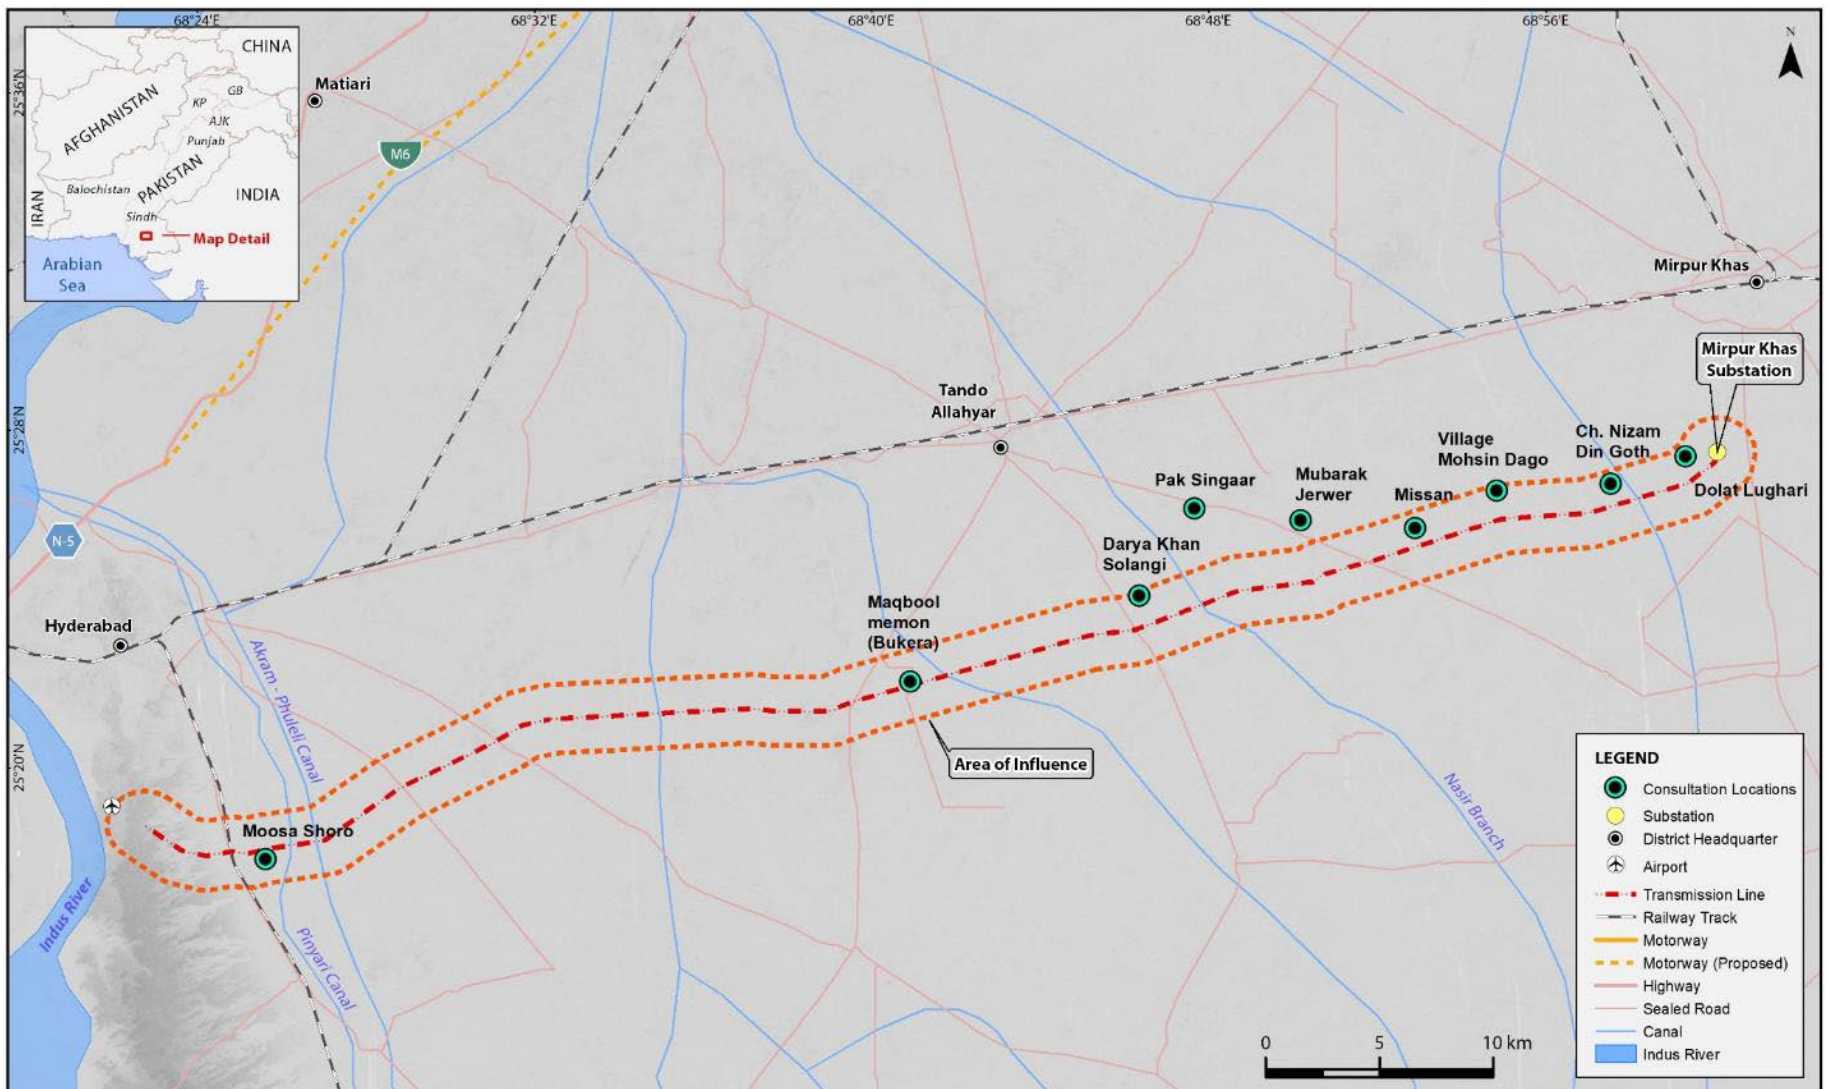 68°24'E
68°32'E
68°40'E
68°48'E
68°56'E
N
25°36'N
25°28'N
25°20'N
CHINA
GB
KP
AFGHANISTAN
AJK
Punjab
PAKISTAN
Balochistan
INDIA
IRAN
Sindh
Map Detail
Arabian
Sea
Matiari
M6
Mirpur Khas
Mirpur Khas
Substation
Tando
Allahyar
Village
Mohsin Dago
Ch. Nizam
Din Goth
Pak Singaar
Mubarak
Jerwer
Missan
Dolat Lughari
N-5
Darya Khan
Solangi
Maqbool
memon
(Bukera)
Hyderabad
Akram - Phuleli Canal
Area of Influence
Moosa Shoro
Nasir Branch
Indus River
Pinyari Canal
LEGEND
Consultation Locations
Substation
District Headquarter
Airport
Transmission Line
Railway Track
Motorway
Motorway (Proposed)
Highway
Sealed Road
Canal
Indus River
0 5 10 km